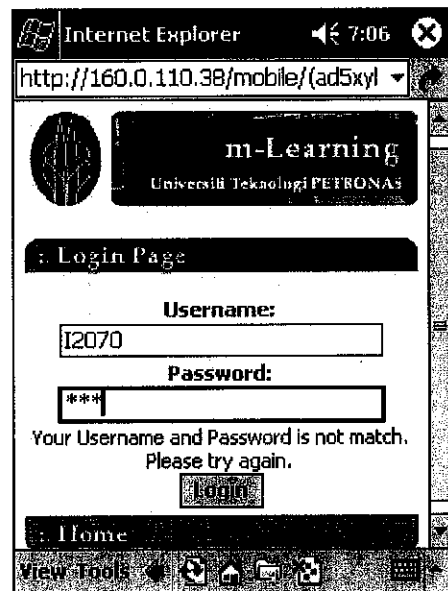 Internet Explorer 7:06
http://160.0.110.38/mobile/(ad5xyl
m-Learning
Universiti Teknologi PETRONAS
:. Login Page
Username:
I2070
Password:
***
Your Username and Password is not match.
Please try again.
Login
:. Home
View Tools